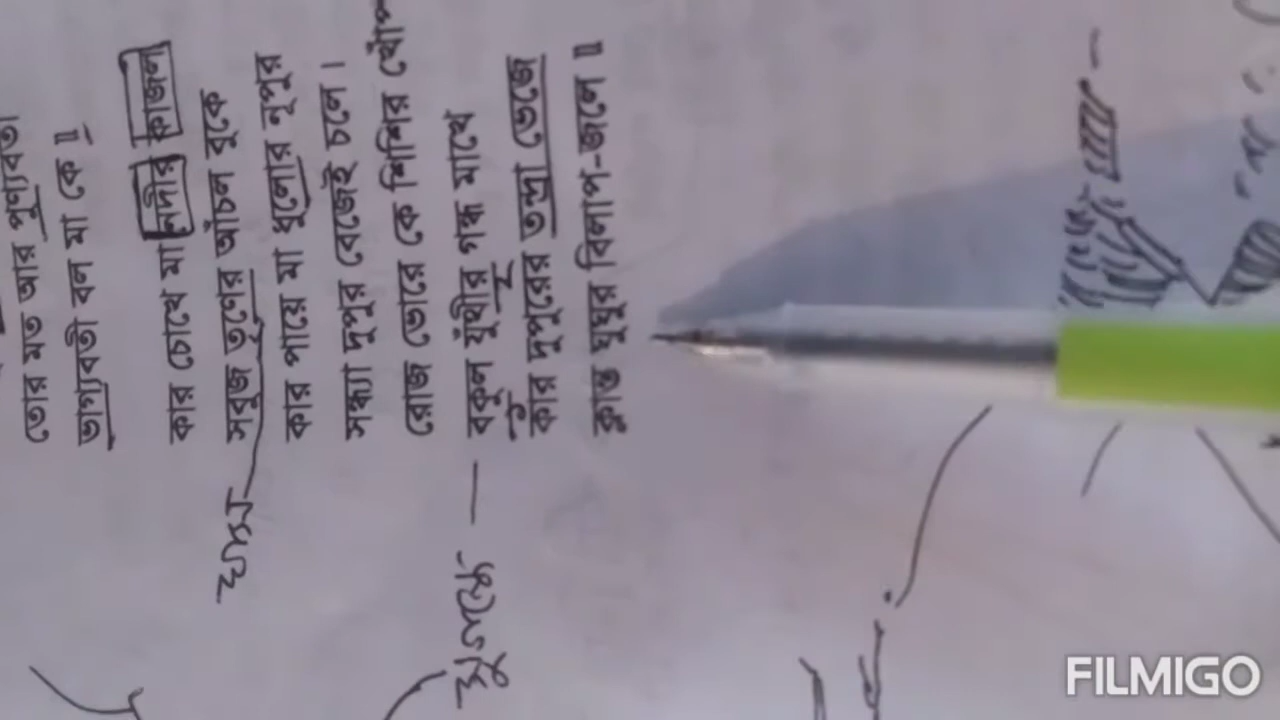 তোর মত আর পুণ্যবতী
ভাগ্যবতী বল মা কে ॥
কার চোখে মা নদীর কাজল
সবুজ তৃণের আঁচল বুকে
কার পায়ে মা ধুলোর নূপুর
সন্ধ্যা দুপুর বেজেই চলে ।
রোজ ভোরে কে শিশির
বকুল যুঁথীর গন্ধ মাখে
কার দুপুরের তন্দ্রা ভেজে
ক্লান্ত ঘুঘুর বিলাপ-জলে ॥
ঘাস
FILMIGO